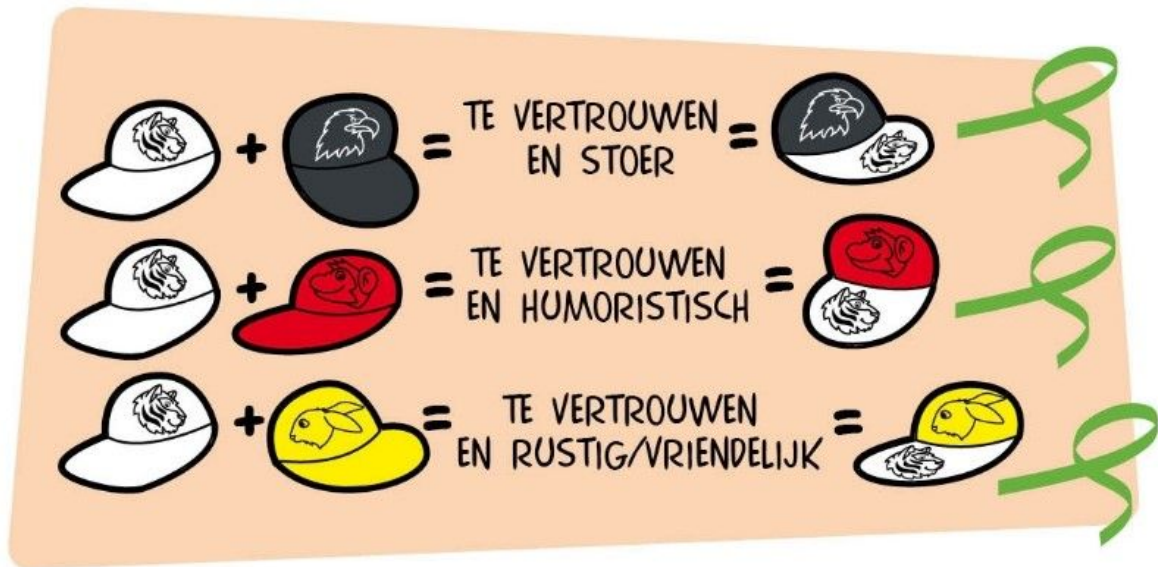 + = TE VERTROUWEN
EN STOER =
+ = TE VERTROUWEN
EN HUMORISTISCH =
+ = TE VERTROUWEN
EN RUSTIG/VRIENDELIJK =